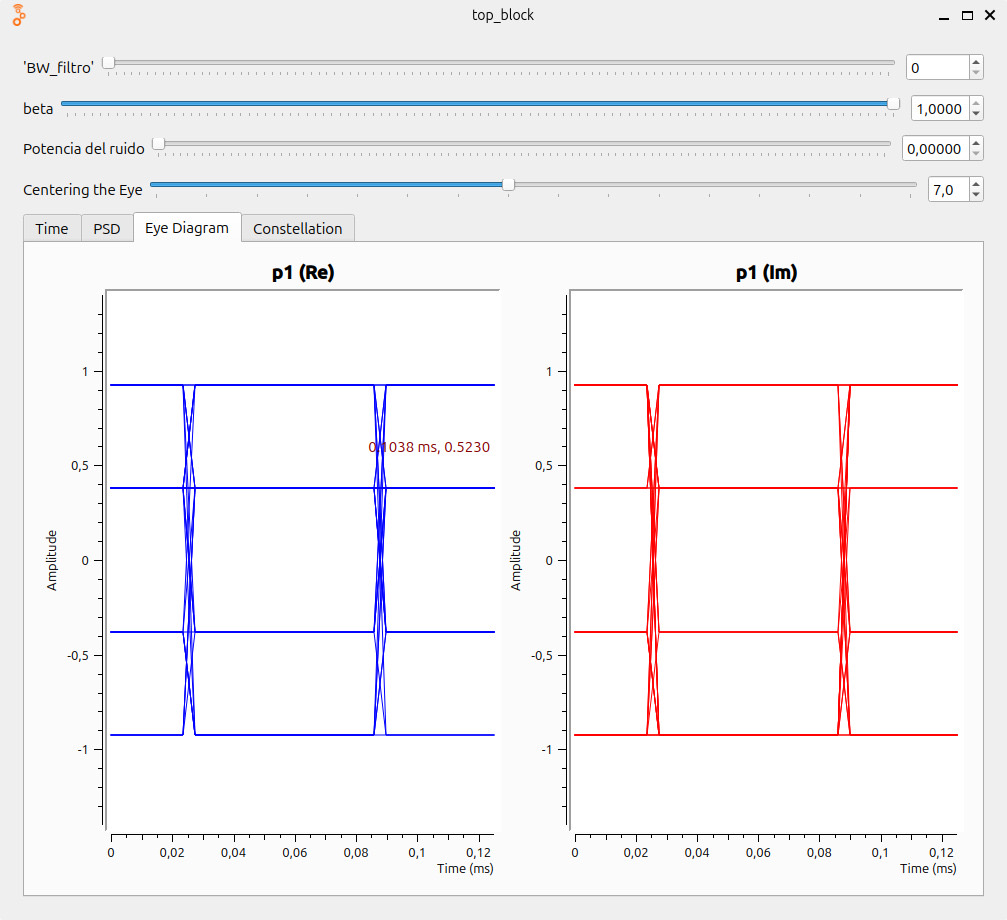 top_block
'BW_filtro' 0
beta 1,0000
Potencia del ruido 0,00000
Centering the Eye 7,0
Time PSD Eye Diagram Constellation
p1 (Re) p1 (Im)
1 1
0.1038 ms, 0.5230
0,5 0,5
Amplitude Amplitude
0 0
-0,5 -0,5
-1 -1
0 0,02 0,04 0,06 0,08 0,1 0,12 0 0,02 0,04 0,06 0,08 0,1 0,12
Time (ms) Time (ms)